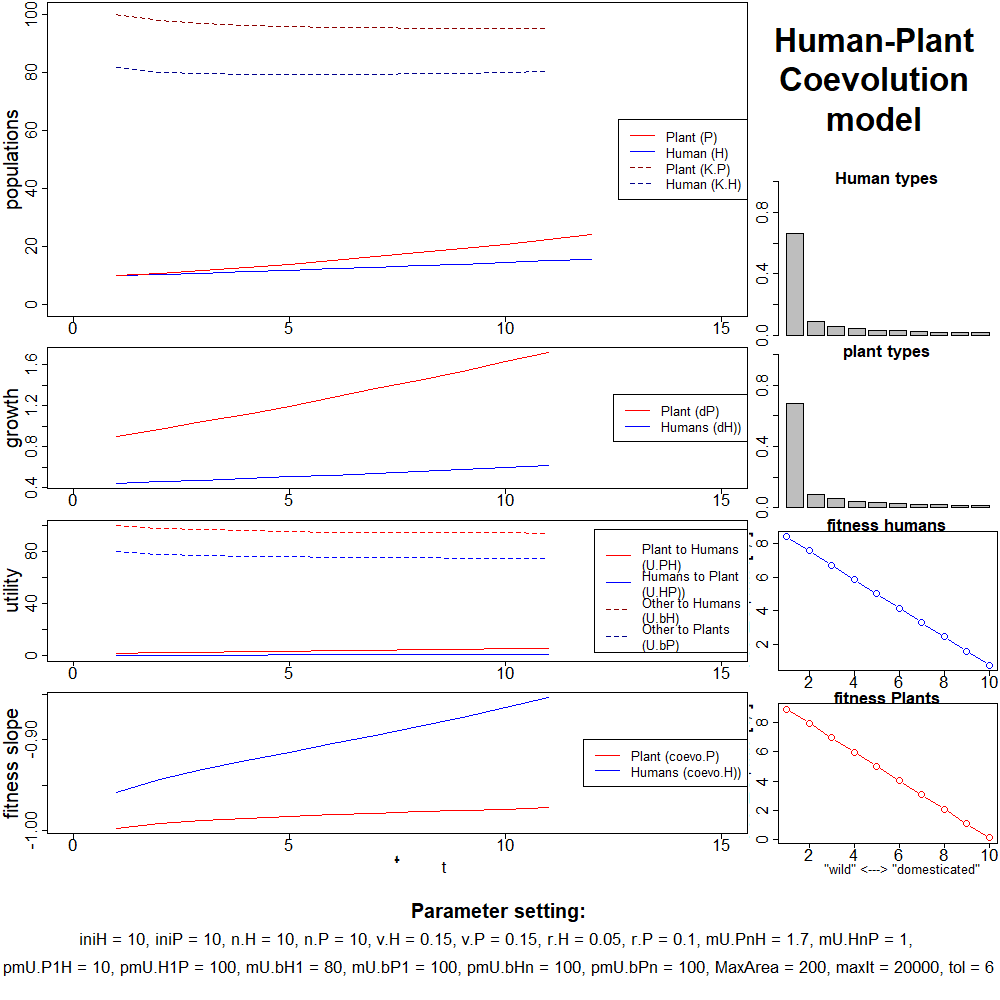 Human-Plant
Coevolution
model
populations
0
20
40
60
80
100
Plant (P)
Human (H)
Plant (K.P)
Human (K.H)
0
5
10
15
Human types
0.0
0.4
0.8
growth
0.4
0.8
1.2
1.6
Plant (dP)
Humans (dH))
0
5
10
15
plant types
0.0
0.4
0.8
utility
0
40
80
Plant to Humans
(U.PH)
Humans to Plant
(U.HP))
Other to Humans
(U.bH)
Other to Plants
(U.bP)
0
5
10
15
fitness humans
2
4
6
8
2
4
6
8
10
fitness slope
-1.00
-0.90
Plant (coevo.P)
Humans (coevo.H))
0
5
10
15
t
fitness Plants
0
2
4
6
8
2
4
6
8
10
"wild" <---> "domesticated"
Parameter setting:
iniH = 10, iniP = 10, n.H = 10, n.P = 10, v.H = 0.15, v.P = 0.15, r.H = 0.05, r.P = 0.1, mU.PnH = 1.7, mU.HnP = 1,
pmU.P1H = 10, pmU.H1P = 100, mU.bH1 = 80, mU.bP1 = 100, pmU.bHn = 100, pmU.bPn = 100, MaxArea = 200, maxIt = 20000, tol = 6